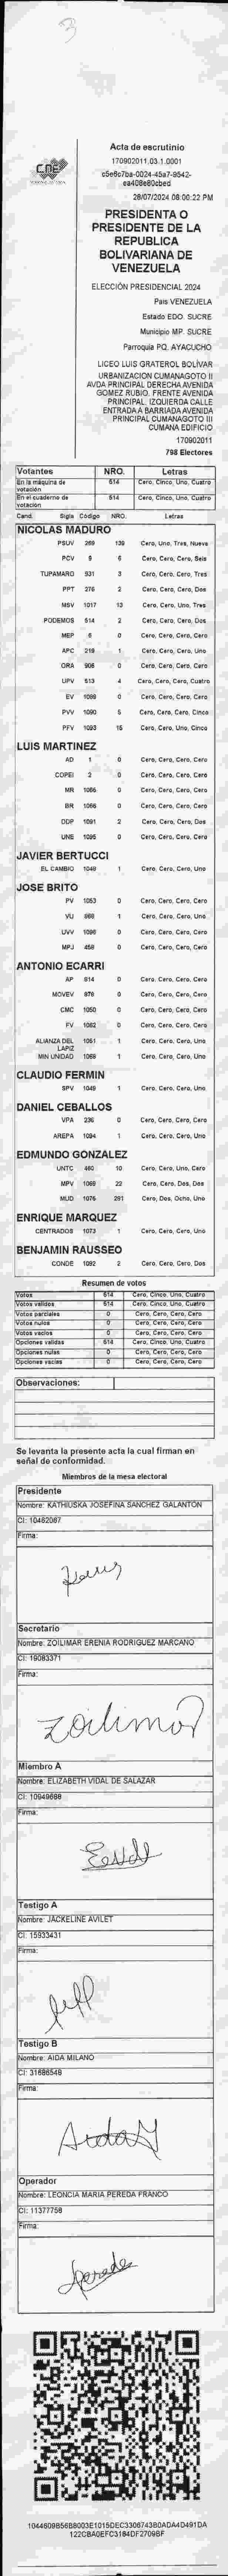 3
CNE
Acta de escrutinio
170902011.03.1.0001
28/07/2024 08:00:22 PM
PRESIDENTA O
PRESIDENTE DE LA
REPUBLICA
BOLIVARIANA DE
VENEZUELA
ELECCIÓN PRESIDENCIAL 2024
Pais VENEZUELA
Estado EDO. SUCRE
Municipio MP. SUCRE
Parroquia PQ. AYACUCHO
LICEO LUIS GRATEROL BOLÍVAR
URBANIZACION CUMANAGOTO II
AVDA PRINCIPAL DERECHA AVENIDA
GOMEZ RUBIO. FRENTE AVENIDA
PRINCIPAL. IZQUIERDA CALLE
ENTRADA A BARRIADA AVENIDA
PRINCIPAL CUMANAGOTO III
CUMANA EDIFICIO
170902011
798 Electores
Votantes NRO. Letras
En la máquina de votación 514 Cero, Cinco, Uno, Cuatro
En el cuaderno de votación 514 Cero, Cinco, Uno, Cuatro
Cand. Sigla Código NRO. Letras
NICOLAS MADURO
PSUV 269 139 Cero, Uno, Tres, Nueve
PCV 9 6 Cero, Cero, Cero, Seis
TUPAMARO 931 3 Cero, Cero, Cero, Tres
PPT 276 2 Cero, Cero, Cero, Dos
MSV 1017 13 Cero, Cero, Uno, Tres
PODEMOS 514 2 Cero, Cero, Cero, Dos
MEP 6 0 Cero, Cero, Cero, Cero
APC 219 1 Cero, Cero, Cero, Uno
ORA 906 0 Cero, Cero, Cero, Cero
UPV 513 4 Cero, Cero, Cero, Cuatro
EV 1088 0 Cero, Cero, Cero, Cero
PVV 1090 5 Cero, Cero, Cero, Cinco
PFV 1093 15 Cero, Cero, Uno, Cinco
LUIS MARTINEZ
AD 1 0 Cero, Cero, Cero, Cero
COPEI 2 0 Cero, Cero, Cero, Cero
MR 1065 0 Cero, Cero, Cero, Cero
BR 1066 0 Cero, Cero, Cero, Cero
DDP 1091 2 Cero, Cero, Cero, Dos
UNE 1095 0 Cero, Cero, Cero, Cero
JAVIER BERTUCCI
EL CAMBIO 1048 1 Cero, Cero, Cero, Uno
JOSE BRITO
PV 1053 0 Cero, Cero, Cero, Cero
VU 868 1 Cero, Cero, Cero, Uno
UVV 1098 0 Cero, Cero, Cero, Cero
MPJ 458 0 Cero, Cero, Cero, Cero
ANTONIO ECARRI
AP 814 0 Cero, Cero, Cero, Cero
MOVEV 878 0 Cero, Cero, Cero, Cero
CMC 1050 0 Cero, Cero, Cero, Cero
FV 1062 0 Cero, Cero, Cero, Cero
ALIANZA DEL LAPIZ 1051 1 Cero, Cero, Cero, Uno
MIN UNIDAD 1068 1 Cero, Cero, Cero, Uno
CLAUDIO FERMIN
SPV 1049 1 Cero, Cero, Cero, Uno
DANIEL CEBALLOS
VPA 236 0 Cero, Cero, Cero, Cero
AREPA 1094 1 Cero, Cero, Cero, Uno
EDMUNDO GONZALEZ
UNTC 460 10 Cero, Cero, Uno, Cero
MPV 1069 22 Cero, Cero, Dos, Dos
MUD 1076 281 Cero, Dos, Ocho, Uno
ENRIQUE MARQUEZ
CENTRADOS 1073 1 Cero, Cero, Cero, Uno
BENJAMIN RAUSSEO
CONDE 1092 2 Cero, Cero, Cero, Dos
Resumen de votos
Votos 514 Cero, Cinco, Uno, Cuatro
Votos válidos 514 Cero, Cinco, Uno, Cuatro
Votos parciales 0 Cero, Cero, Cero, Cero
Votos nulos 0 Cero, Cero, Cero, Cero
Votos vacios 0 Cero, Cero, Cero, Cero
Opciones validas 514 Cero, Cinco, Uno, Cuatro
Opciones nulas 0 Cero, Cero, Cero, Cero
Opciones vacias 0 Cero, Cero, Cero, Cero
Observaciones:
Se levanta la presente acta la cual firman en
señal de conformidad.
Miembros de la mesa electoral
Presidente
Nombre: KATHIUSKA JOSEFINA SANCHEZ GALANTON
CI: 10462067
Firma:
Secretario
Nombre: ZOILIMAR ERENIA RODRIGUEZ MARCANO
CI: 19083371
Firma:
Zoilimar
Miembro A
Nombre: ELIZABETH VIDAL DE SALAZAR
CI: 10949688
Firma:
Testigo A
Nombre: JACKELINE AVILET
CI: 15933431
Firma:
Testigo B
Nombre: AIDA MILANO
CI: 31686548
Firma:
Operador
Nombre: LEONCIA MARIA PEREDA FRANCO
CI: 11377758
Firma:
1044609B56B8003E1015DEC3306743B0ADA4D491DA
122CBA0EFC3184DF2709BF